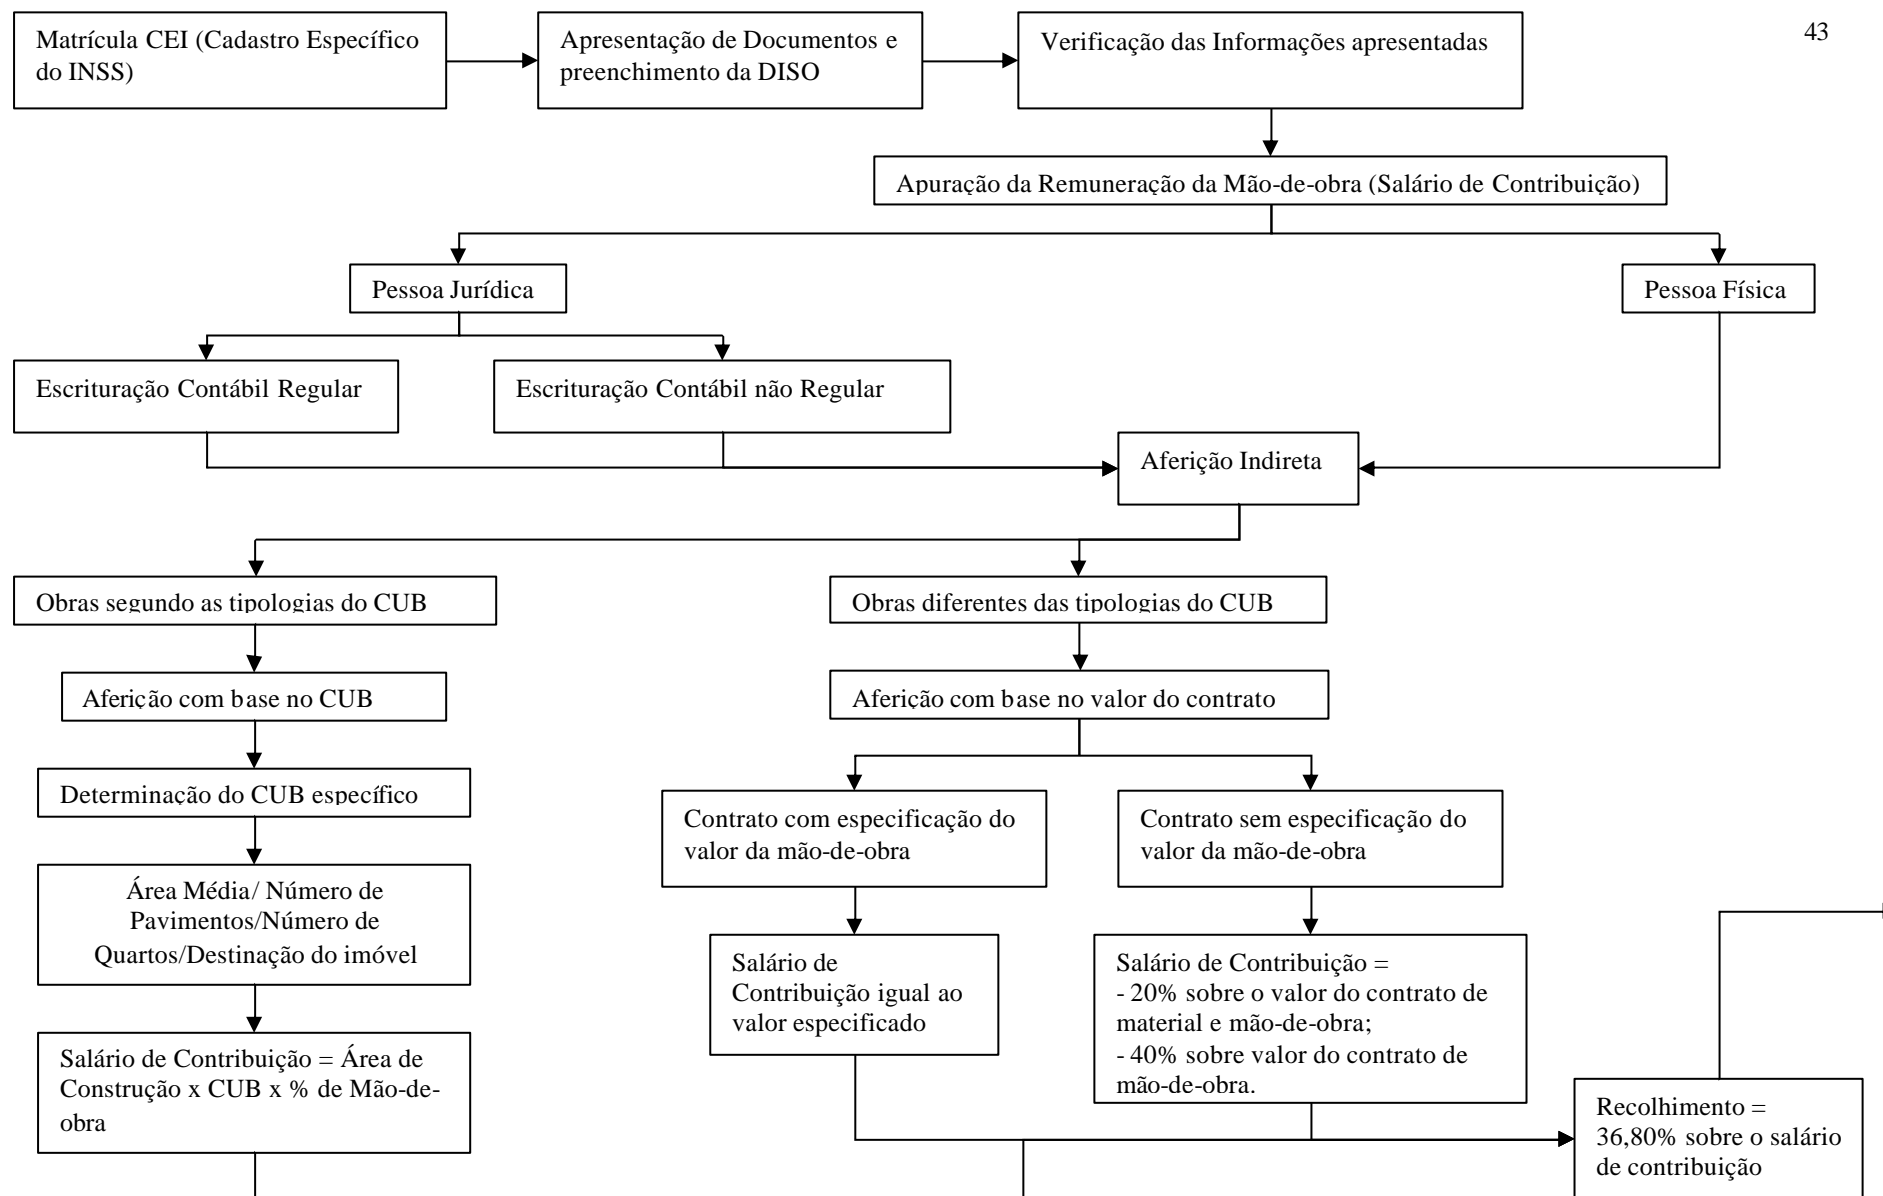 43
Matrícula CEI (Cadastro Específico
do INSS)
Apresentação de Documentos e
preenchimento da DISO
Verificação das Informações apresentadas
Apuração da Remuneração da Mão-de-obra (Salário de Contribuição)
Pessoa Jurídica
Pessoa Física
Escrituração Contábil Regular
Escrituração Contábil não Regular
Aferição Indireta
Obras segundo as tipologias do CUB
Obras diferentes das tipologias do CUB
Aferição com base no CUB
Aferição com base no valor do contrato
Determinação do CUB específico
Contrato com especificação do
valor da mão-de-obra
Contrato sem especificação do
valor da mão-de-obra
Área Média/ Número de
Pavimentos/Número de
Quartos/Destinação do imóvel
Salário de
Contribuição igual ao
valor especificado
Salário de Contribuição =
- 20% sobre o valor do contrato de
material e mão-de-obra;
- 40% sobre valor do contrato de
mão-de-obra.
Salário de Contribuição = Área de
Construção x CUB x % de Mão-de-
obra
Recolhimento =
36,80% sobre o salário
de contribuição